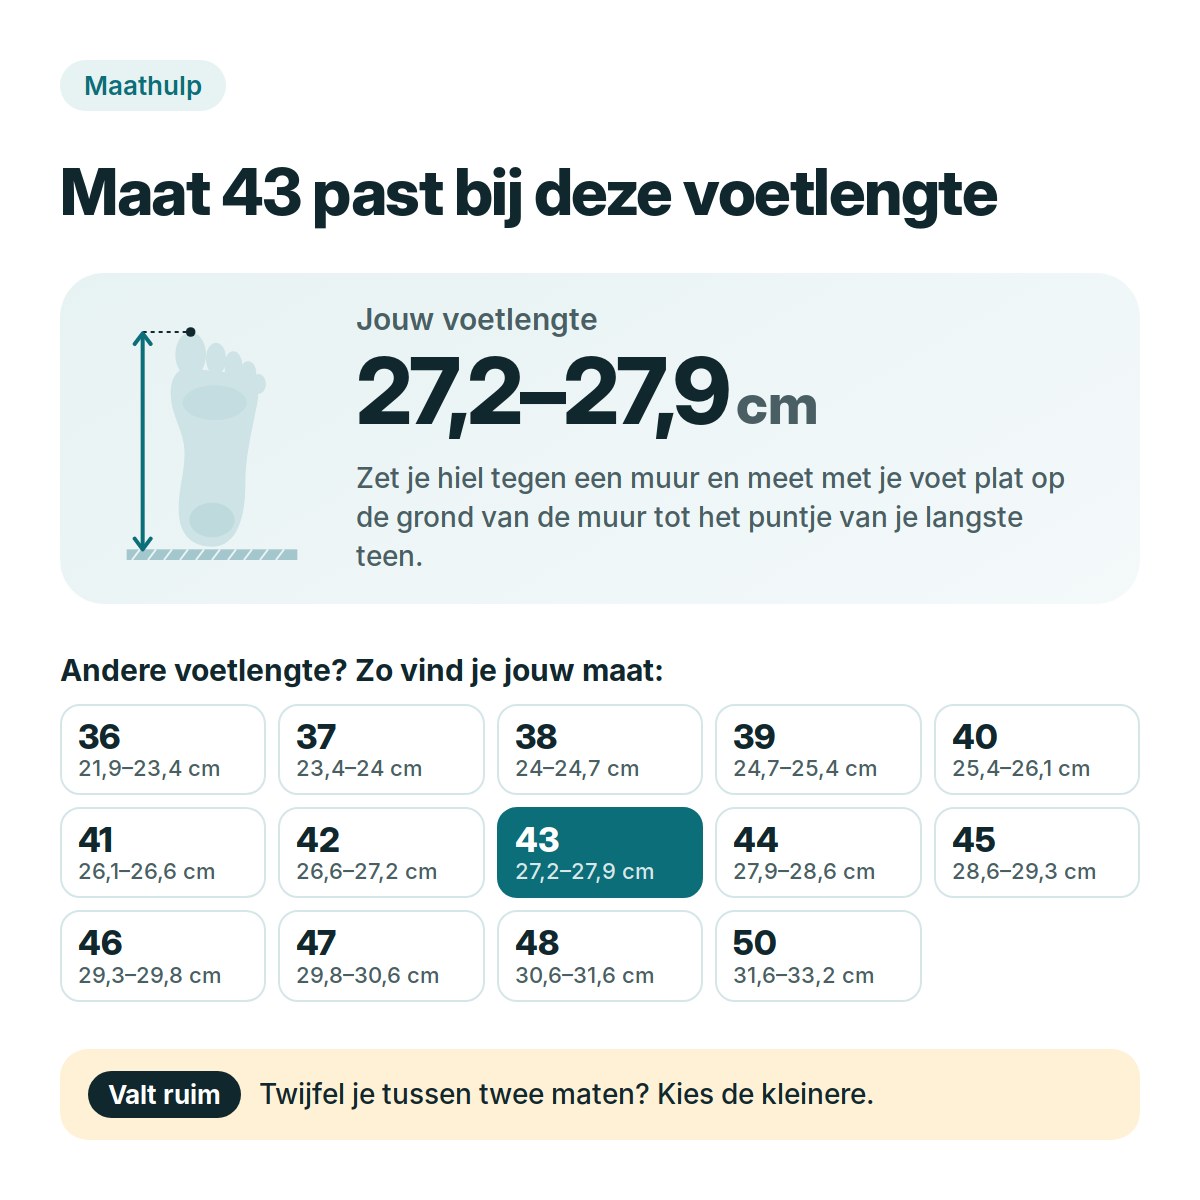 Maathulp
Maat 43 past bij deze voetlengte
Jouw voetlengte
27,2–27,9 cm
Zet je hiel tegen een muur en meet met je voet plat op
de grond van de muur tot het puntje van je langste
teen.
Andere voetlengte? Zo vind je jouw maat:
36
21,9–23,4 cm
37
23,4–24 cm
38
24–24,7 cm
39
24,7–25,4 cm
40
25,4–26,1 cm
41
26,1–26,6 cm
42
26,6–27,2 cm
43
27,2–27,9 cm
44
27,9–28,6 cm
45
28,6–29,3 cm
46
29,3–29,8 cm
47
29,8–30,6 cm
48
30,6–31,6 cm
50
31,6–33,2 cm
Valt ruim Twijfel je tussen twee maten? Kies de kleinere.